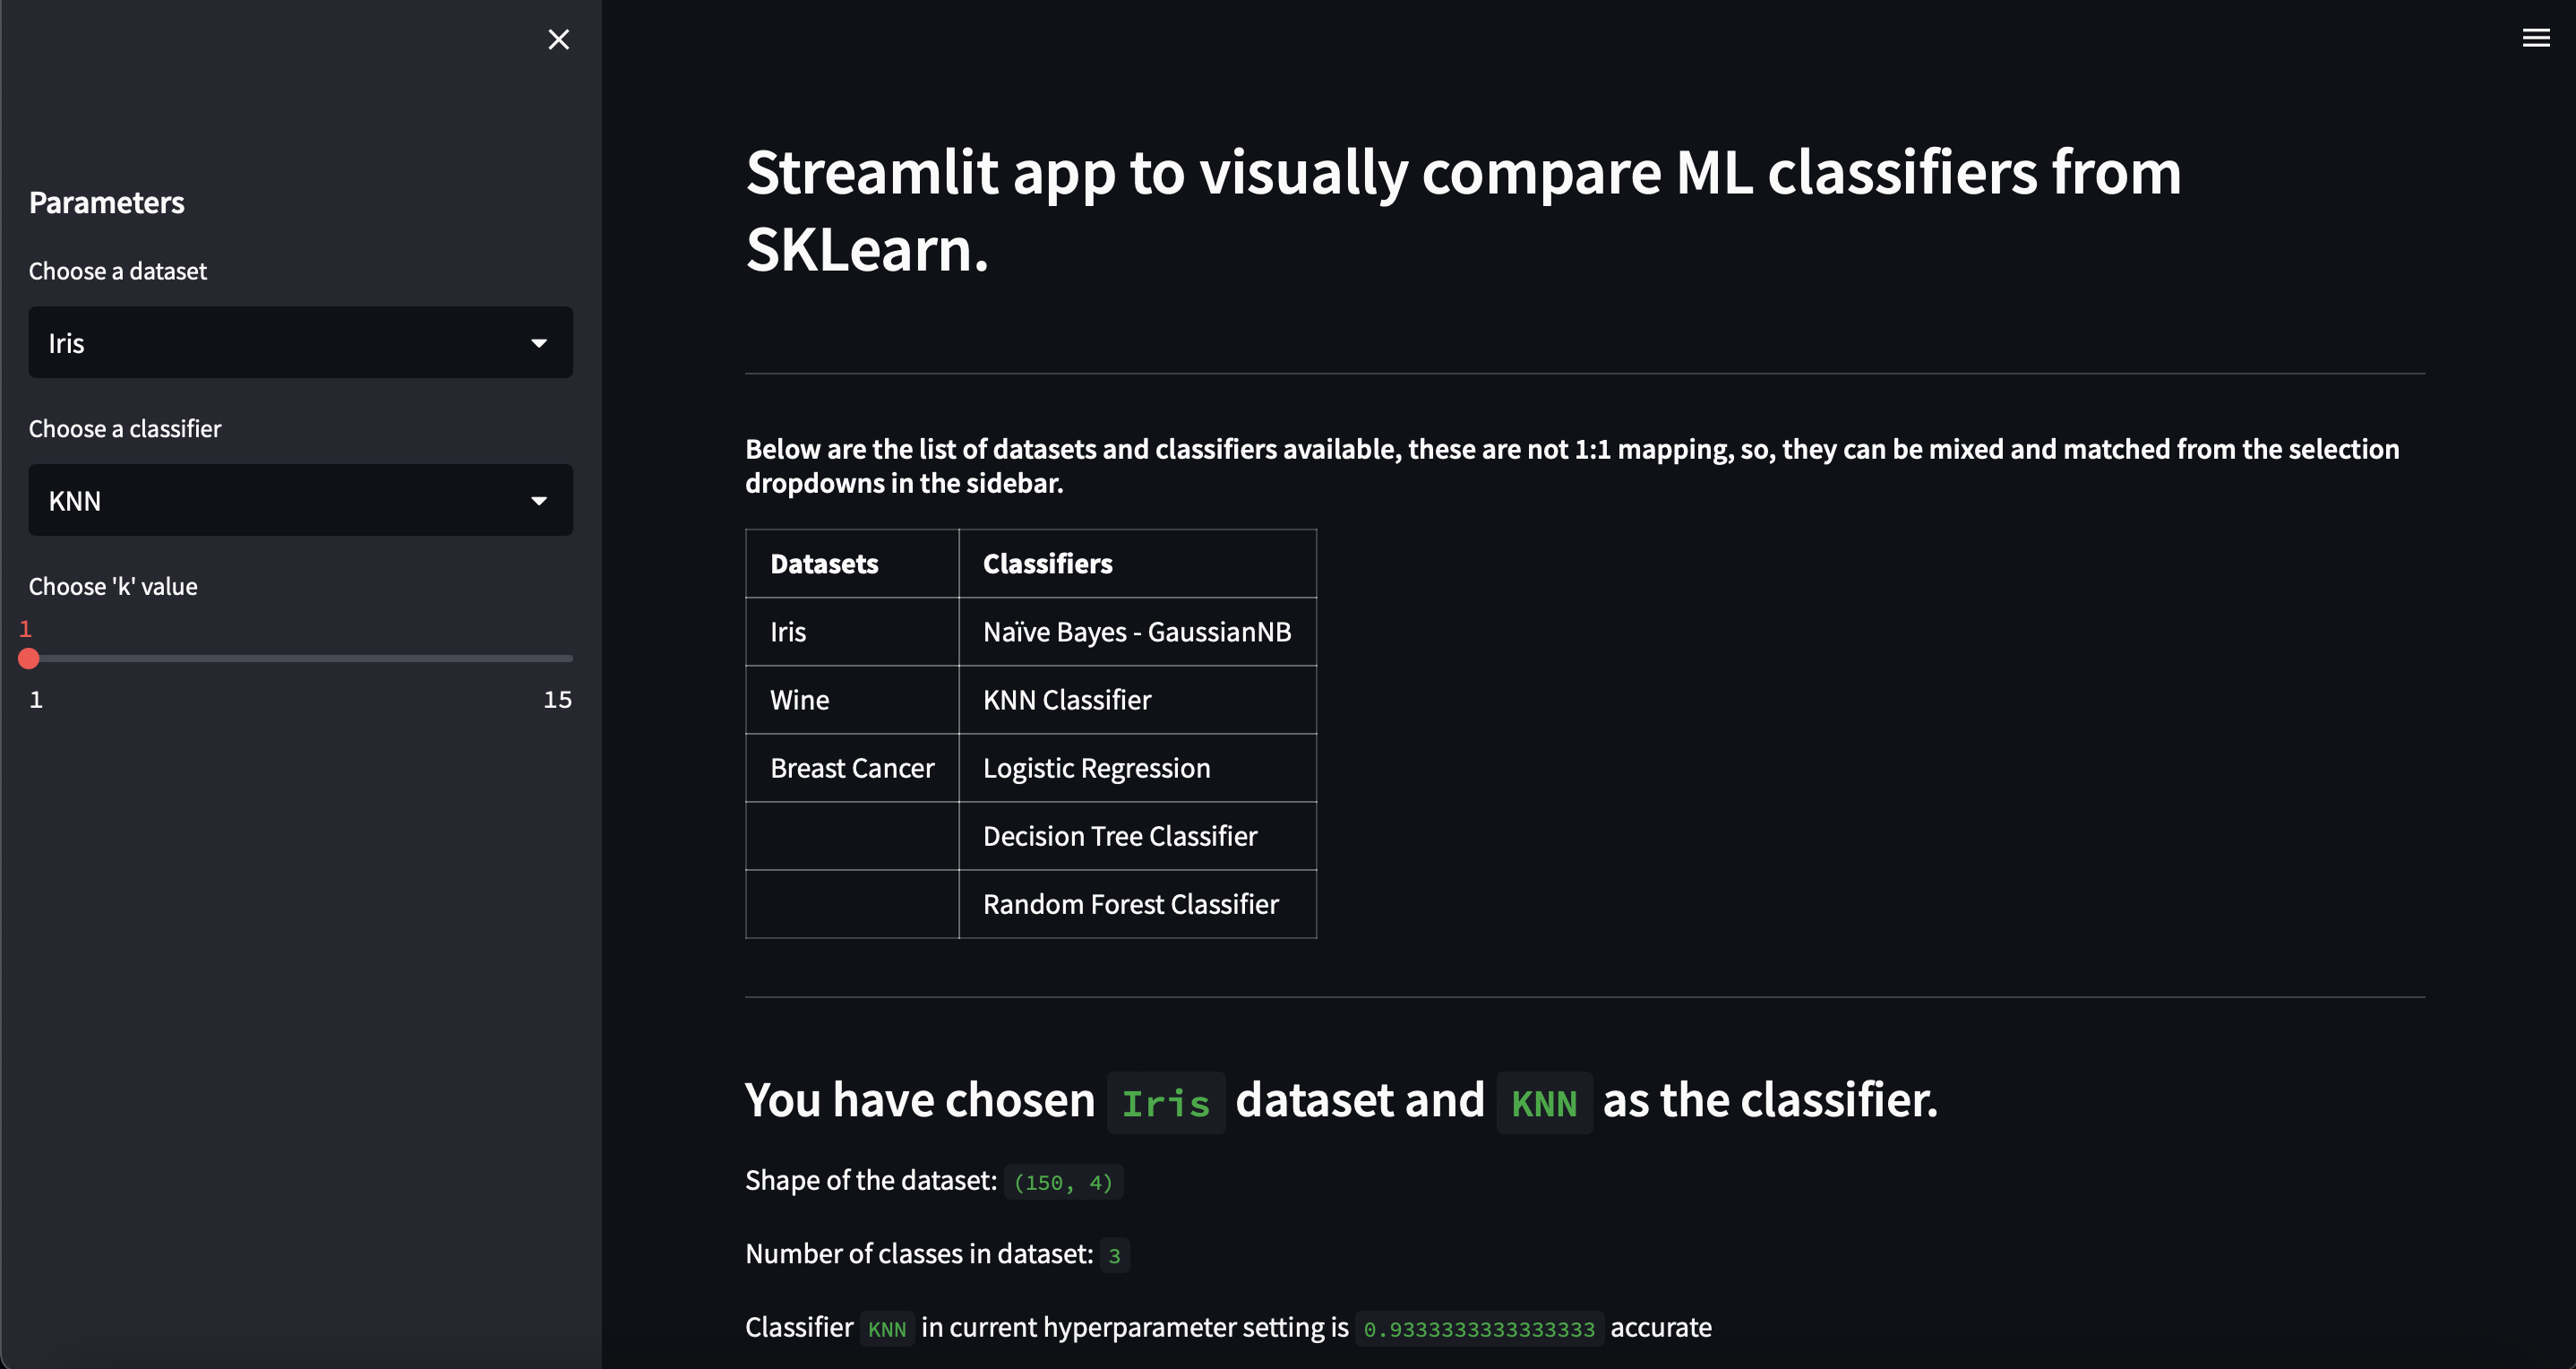 Parameters
Choose a dataset
Iris
Choose a classifier
KNN
Choose 'k' value
1
1 15
Streamlit app to visually compare ML classifiers from
SKLearn.
Below are the list of datasets and classifiers available, these are not 1:1 mapping, so, they can be mixed and matched from the selection
dropdowns in the sidebar.
Datasets Classifiers
Iris Naïve Bayes - GaussianNB
Wine KNN Classifier
Breast Cancer Logistic Regression
Decision Tree Classifier
Random Forest Classifier
You have chosen Iris dataset and KNN as the classifier.
Shape of the dataset: (150, 4)
Number of classes in dataset: 3
Classifier KNN in current hyperparameter setting is 0.9333333333333333 accurate